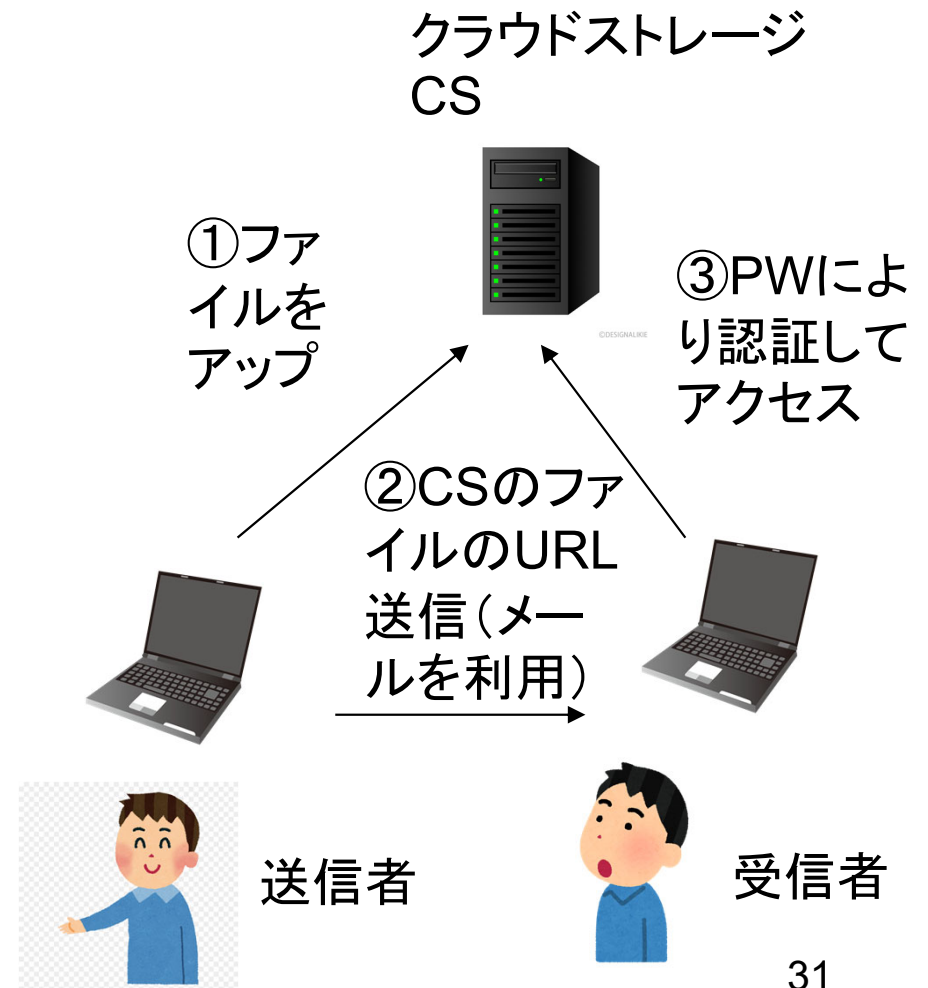 クラウドストレージ
CS
©DESIGNALIKIE
①ファ
イルを
アップ
③PWによ
り認証して
アクセス
②CSのファ
イルのURL
送信（メー
ルを利用）
送信者
受信者
31